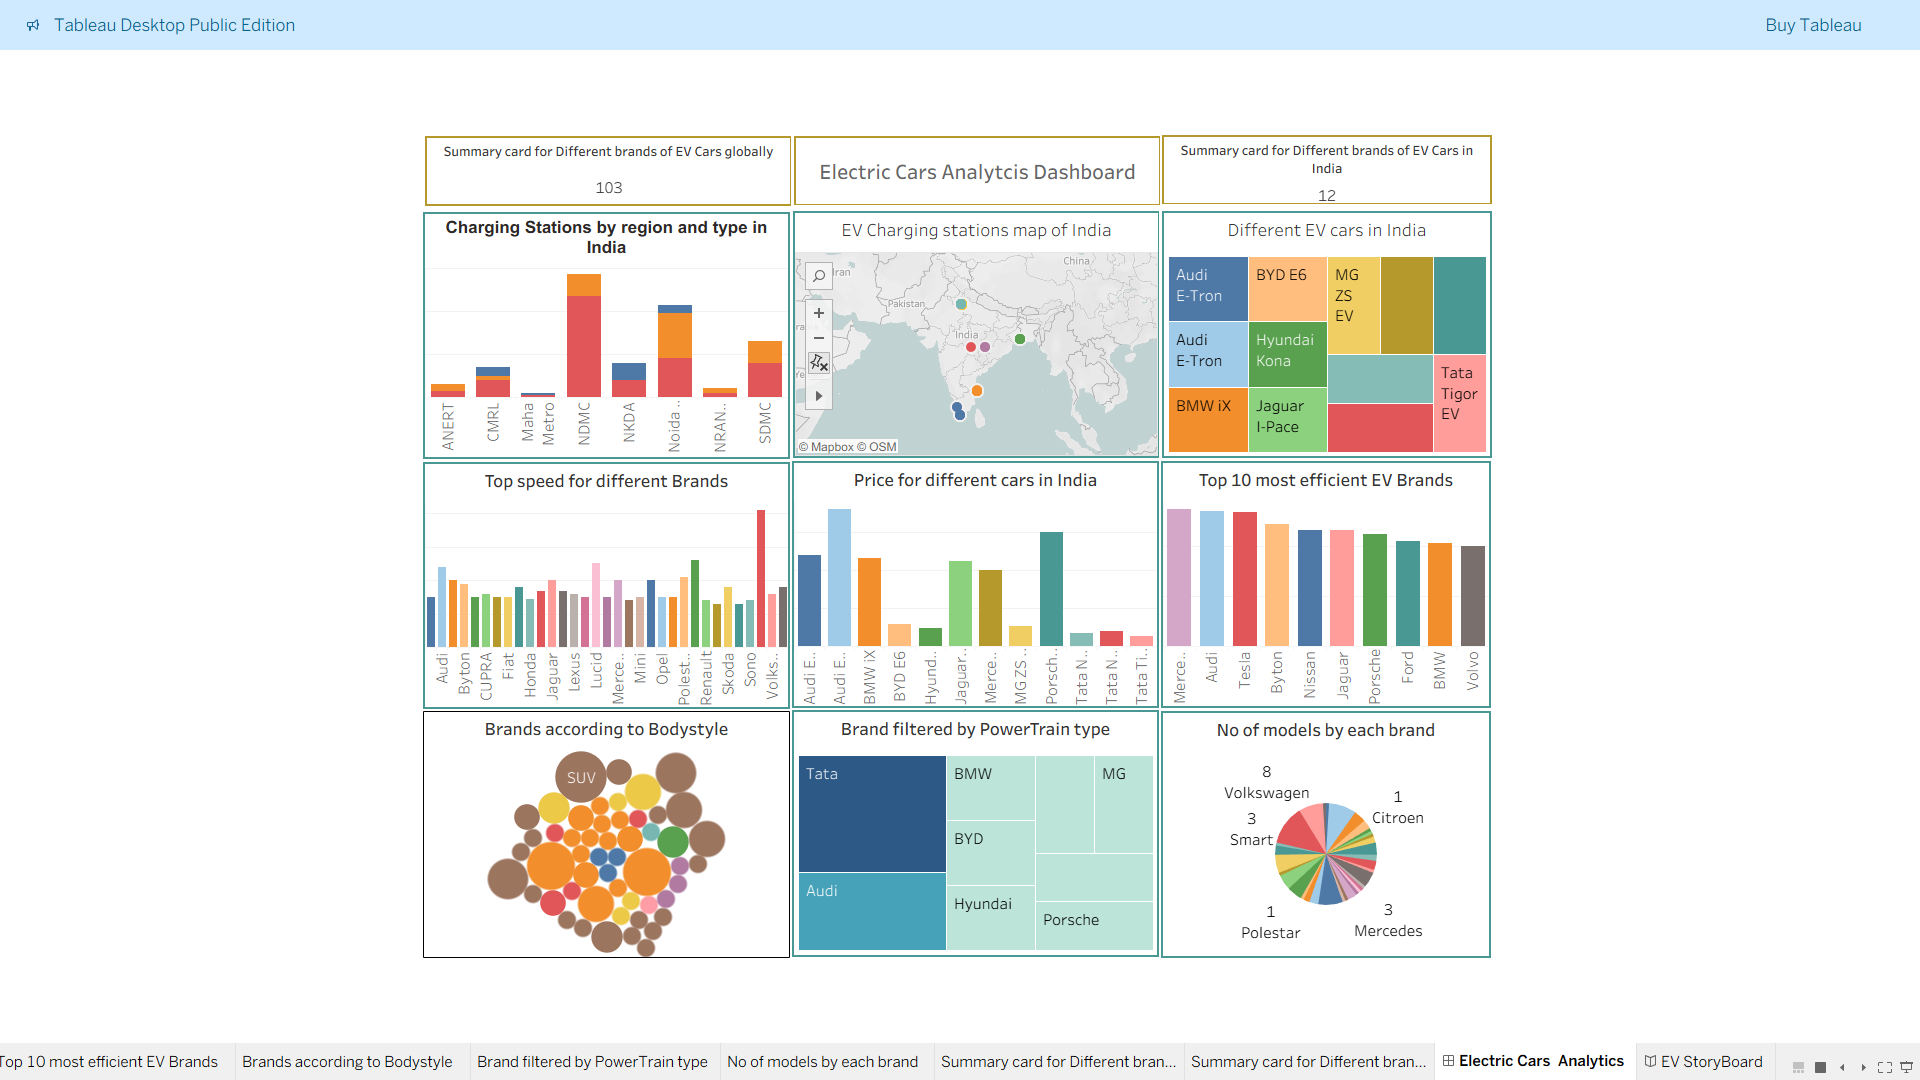 Tableau Desktop Public Edition
Buy Tableau
Summary card for Different brands of EV Cars globally
103
Electric Cars Analytcis Dashboard
Summary card for Different brands of EV Cars in
India
12
Charging Stations by region and type in
India
ANERT
CMRL
Maha
Metro
NDMC
NKDA
Noida ..
NRAN..
SDMC
EV Charging stations map of India
Iran
China
Pakistan
India
© Mapbox © OSM
Different EV cars in India
Audi
E-Tron
BYD E6
MG
ZS
EV
Audi
E-Tron
Hyundai
Kona
BMW iX
Jaguar
I-Pace
Tata
Tigor
EV
Top speed for different Brands
Audi
Byton
CUPRA
Fiat
Honda
Jaguar
Lexus
Lucid
Merce..
Mini
Opel
Polest..
Renault
Skoda
Sono
Volks..
Price for different cars in India
Audi E..
Audi E..
BMW iX
BYD E6
Hyund..
Jaguar..
Merce..
MG ZS ..
Porsch..
Tata N..
Tata N..
Tata Ti..
Top 10 most efficient EV Brands
Merce..
Audi
Tesla
Byton
Nissan
Jaguar
Porsche
Ford
BMW
Volvo
Brands according to Bodystyle
SUV
Brand filtered by PowerTrain type
Tata
Audi
BMW
BYD
Hyundai
MG
Porsche
No of models by each brand
8
Volkswagen
1
Citroen
3
Smart
1
Polestar
3
Mercedes
Top 10 most efficient EV Brands
Brands according to Bodystyle
Brand filtered by PowerTrain type
No of models by each brand
Summary card for Different bran...
Summary card for Different bran...
Electric Cars Analytics
EV StoryBoard